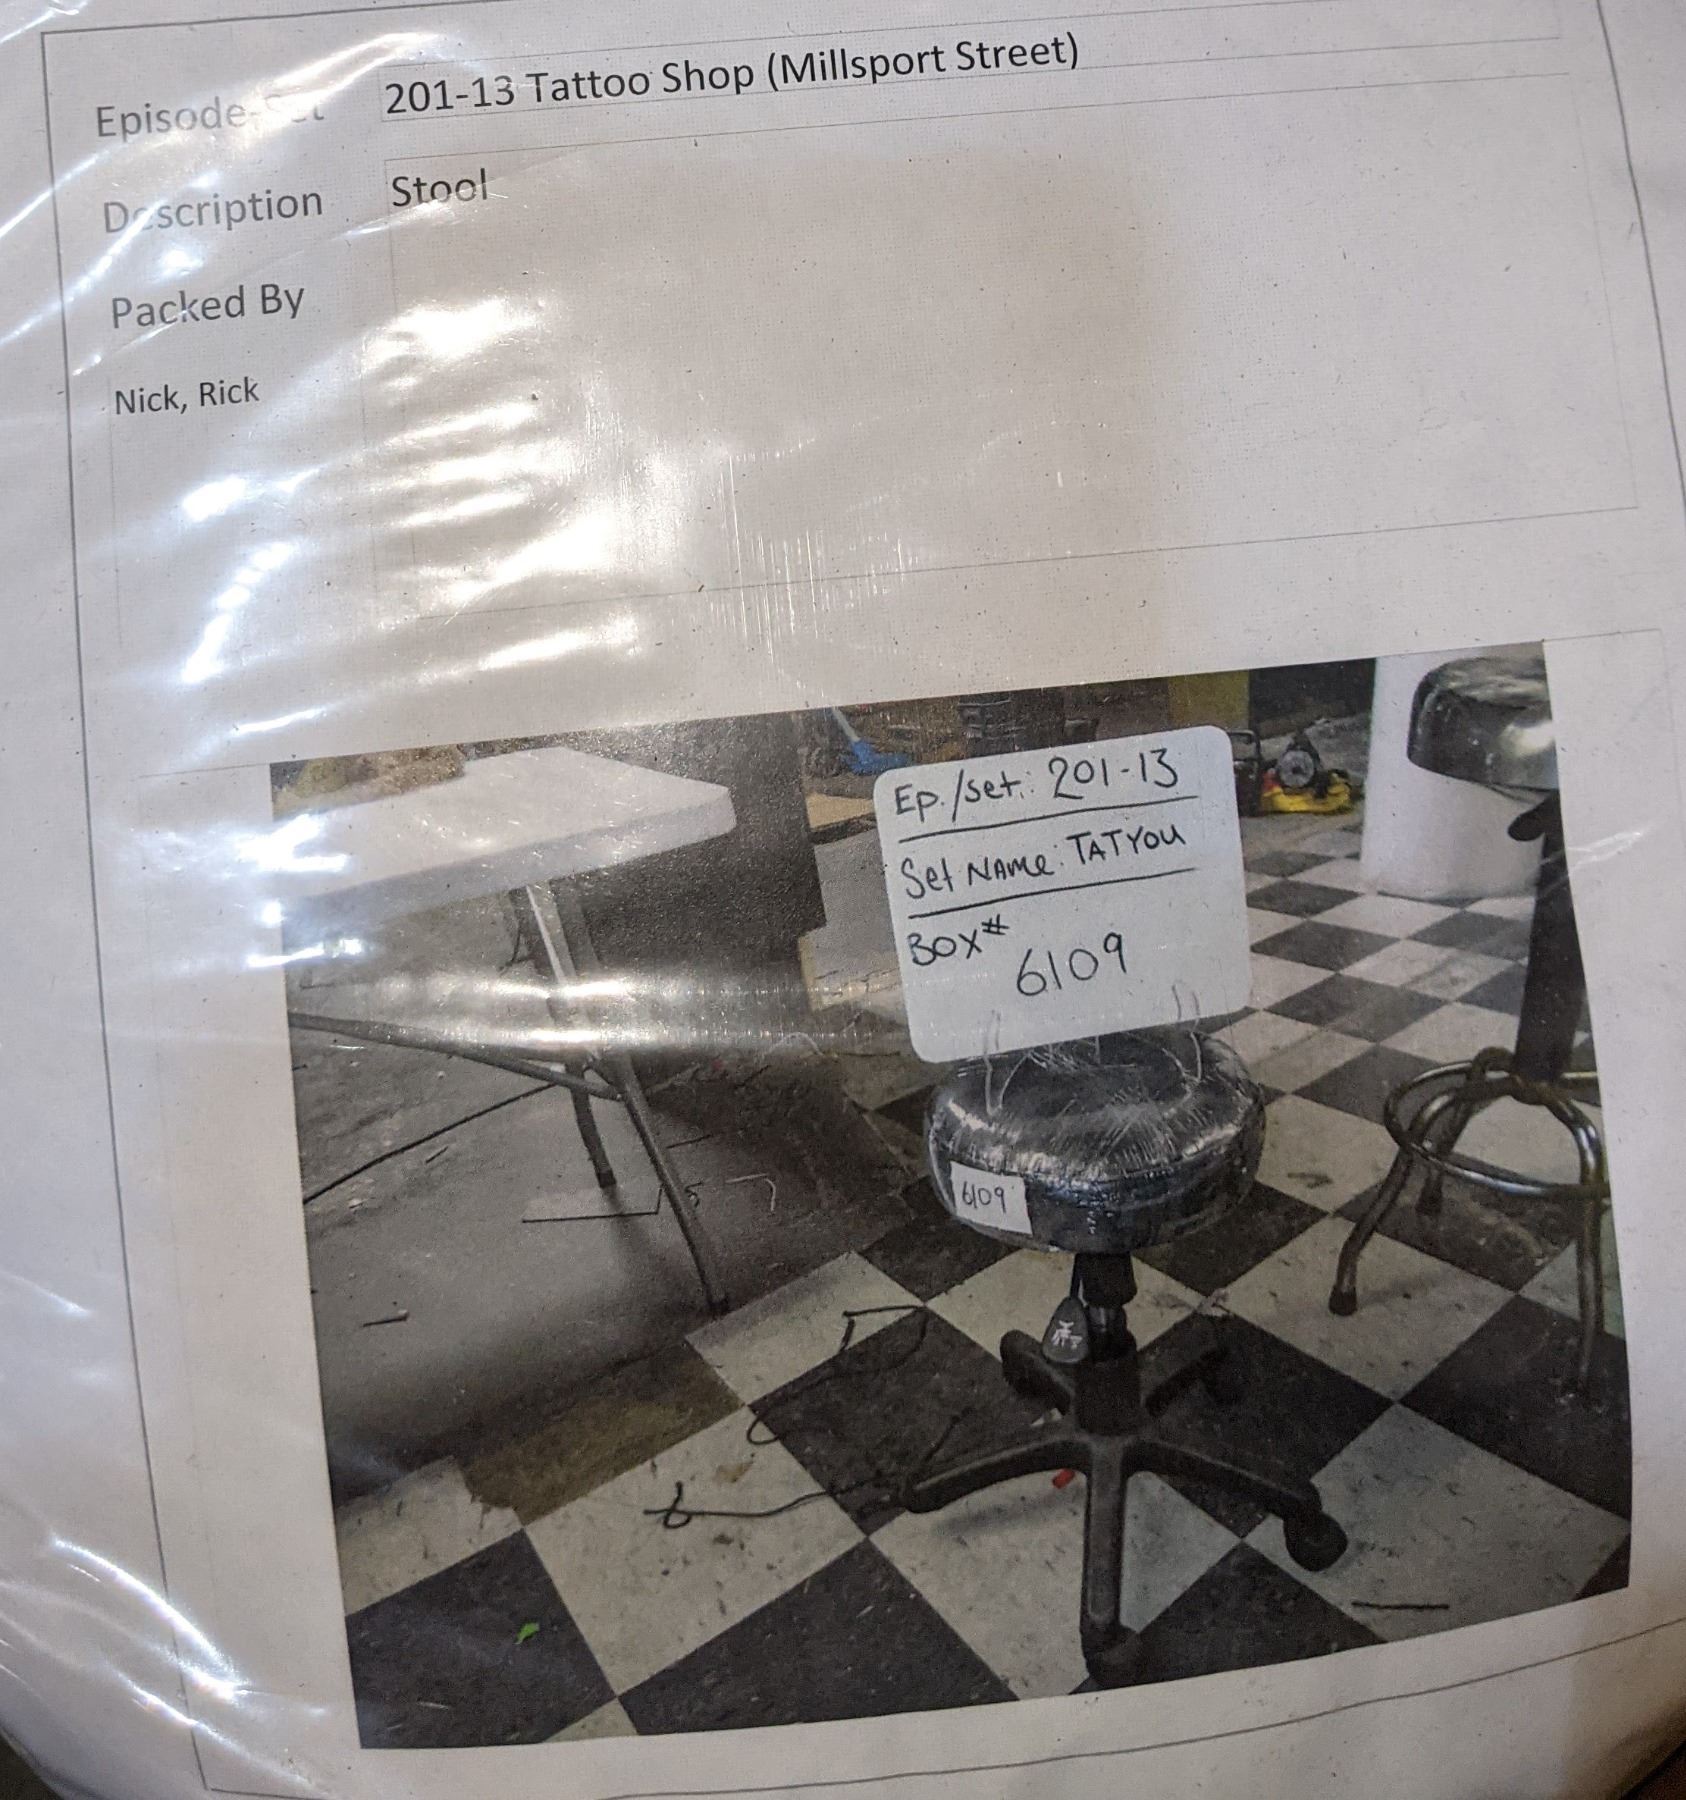 Episode-Set 201-13 Tattoo Shop (Millsport Street)
Description Stool
Packed By
Nick, Rick
Ep./set: 201-13
Set NAMe: TATYOU
BOX#
6109
6109